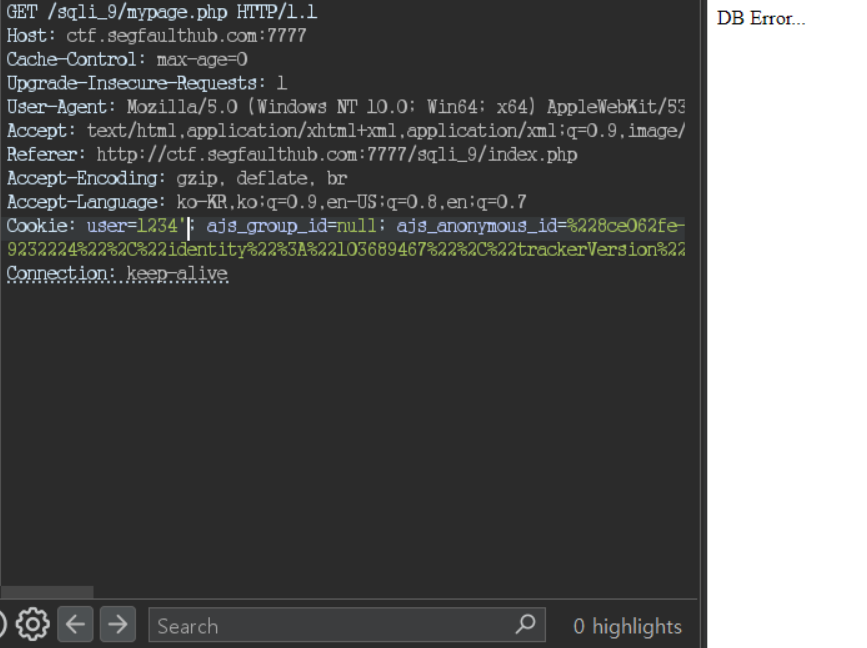 GET /sqli_9/mypage.php HTTP/1.1
Host: ctf.segfaulthub.com:7777
Cache-Control: max-age=0
Upgrade-Insecure-Requests: 1
User-Agent: Mozilla/5.0 (Windows NT 10.0; Win64; x64) AppleWebKit/53
Accept: text/html,application/xhtml+xml,application/xml;q=0.9,image/
Referer: http://ctf.segfaulthub.com:7777/sqli_9/index.php
Accept-Encoding: gzip, deflate, br
Accept-Language: ko-KR,ko;q=0.9,en-US;q=0.8,en;q=0.7
Cookie: user=1234'; ajs_group_id=null; ajs_anonymous_id=%228ce062fe-
9232224%22%2C%22identity%22%3A%22103689467%22%2C%22trackerVersion%22
Connection: keep-alive
DB Error...
Search
0 highlights